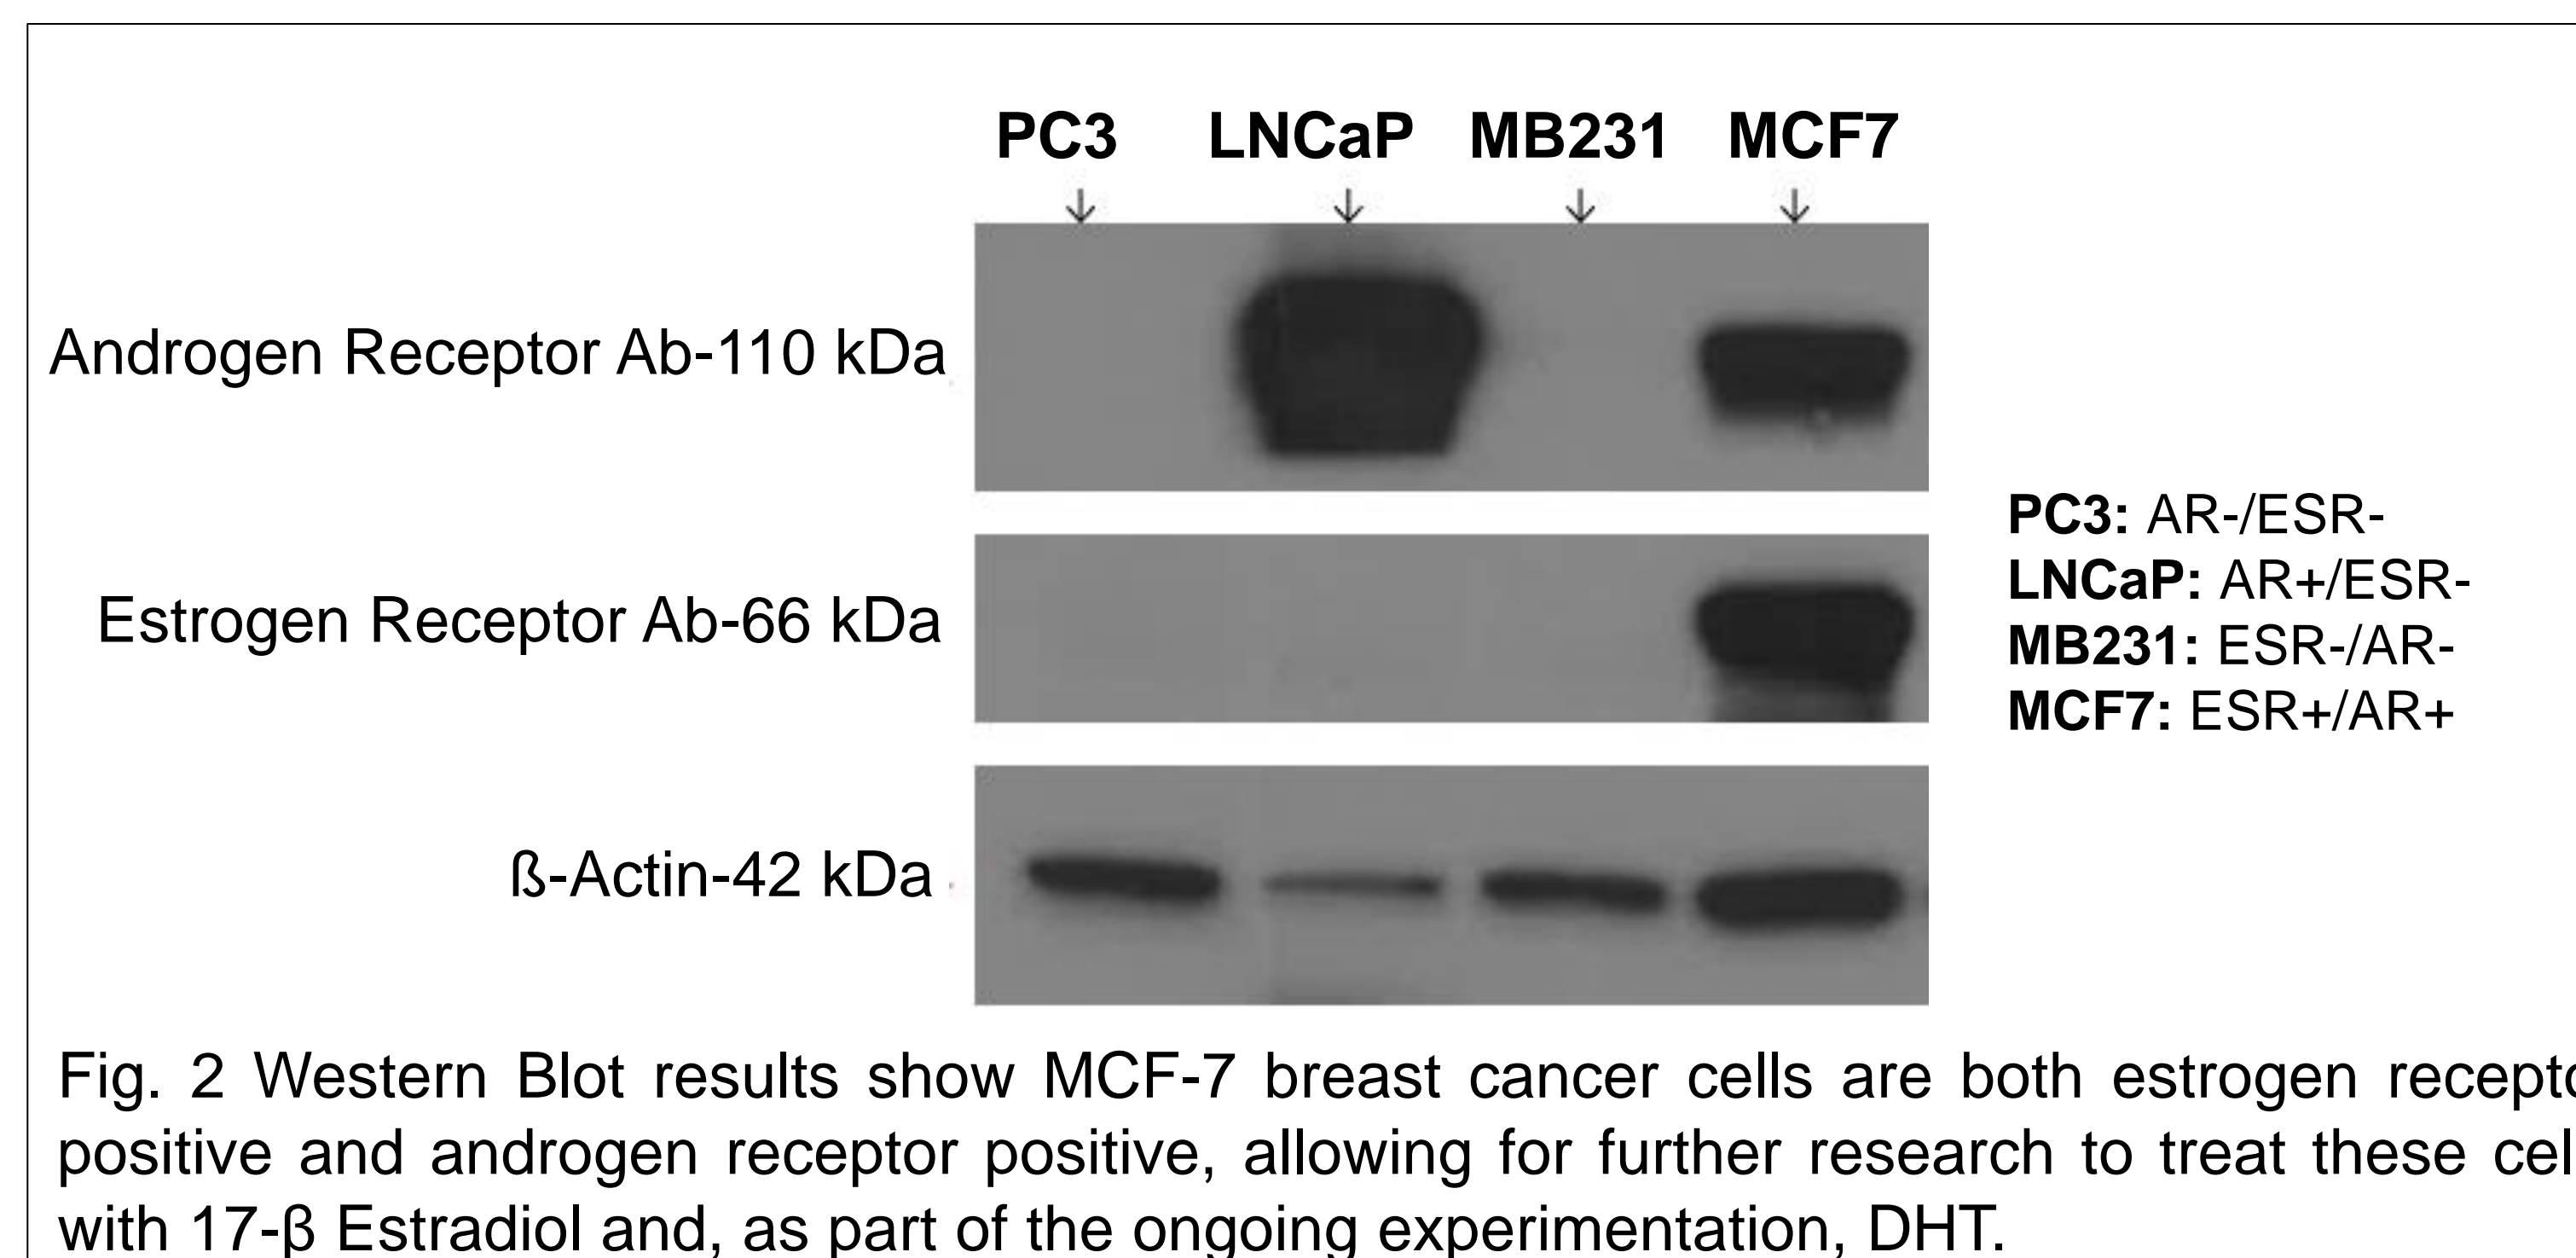 PC3 LNCaP MB231 MCF7
Androgen Receptor Ab-110 kDa
Estrogen Receptor Ab-66 kDa
ß-Actin-42 kDa
PC3: AR-/ESR-
LNCaP: AR+/ESR-
MB231: ESR-/AR-
MCF7: ESR+/AR+
Fig. 2 Western Blot results show MCF-7 breast cancer cells are both estrogen recepto
positive and androgen receptor positive, allowing for further research to treat these cel
with 17-β Estradiol and, as part of the ongoing experimentation, DHT.